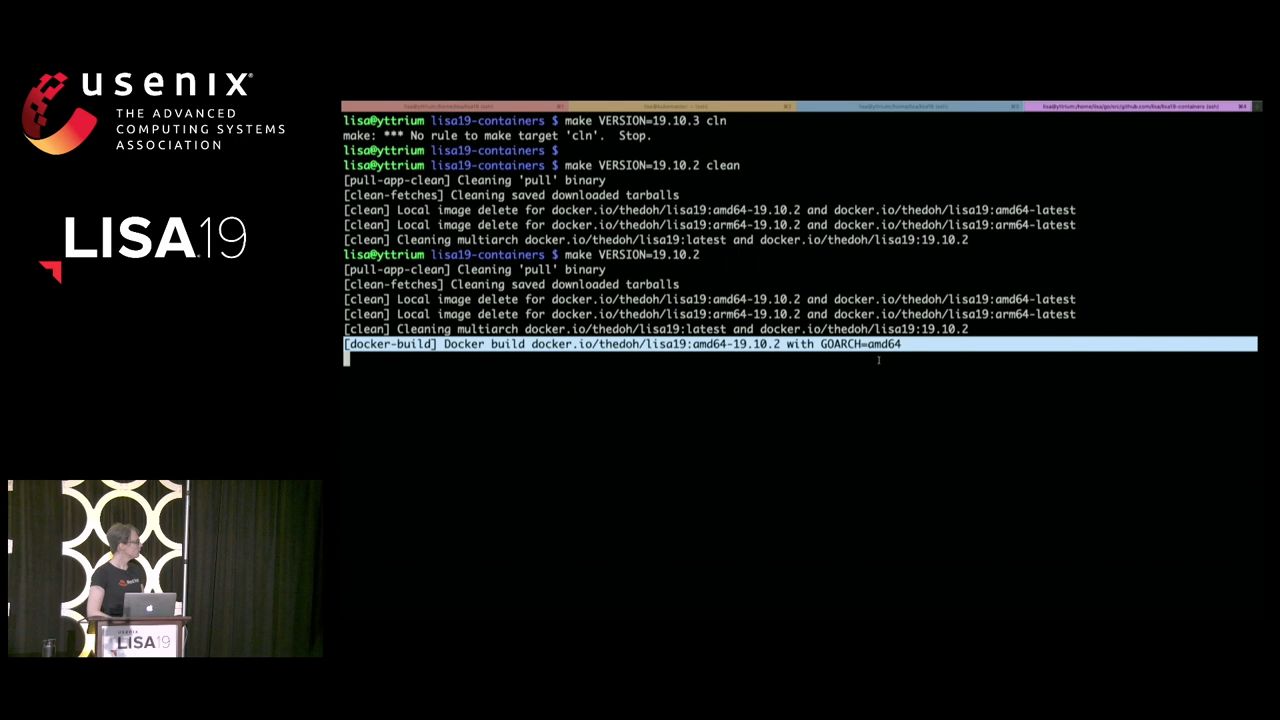 usenix
THE ADVANCED
COMPUTING SYSTEMS
ASSOCIATION
LISA19
lisa@yttrium lisa19-containers $ make VERSION=19.10.3 cln
make: *** No rule to make target 'cln'.  Stop.
lisa@yttrium lisa19-containers $
lisa@yttrium lisa19-containers $ make VERSION=19.10.2 clean
[pull-app-clean] Cleaning 'pull' binary
[clean-fetches] Cleaning saved downloaded tarballs
[clean] Local image delete for docker.io/thedoh/lisa19:amd64-19.10.2 and docker.io/thedoh/lisa19:amd64-latest
[clean] Local image delete for docker.io/thedoh/lisa19:arm64-19.10.2 and docker.io/thedoh/lisa19:arm64-latest
[clean] Cleaning multiarch docker.io/thedoh/lisa19:latest and docker.io/thedoh/lisa19:19.10.2
lisa@yttrium lisa19-containers $ make VERSION=19.10.2
[pull-app-clean] Cleaning 'pull' binary
[clean-fetches] Cleaning saved downloaded tarballs
[clean] Local image delete for docker.io/thedoh/lisa19:amd64-19.10.2 and docker.io/thedoh/lisa19:amd64-latest
[clean] Local image delete for docker.io/thedoh/lisa19:arm64-19.10.2 and docker.io/thedoh/lisa19:arm64-latest
[clean] Cleaning multiarch docker.io/thedoh/lisa19:latest and docker.io/thedoh/lisa19:19.10.2
[docker-build] Docker build docker.io/thedoh/lisa19:amd64-19.10.2 with GOARCH=amd64
usenix
LISA19